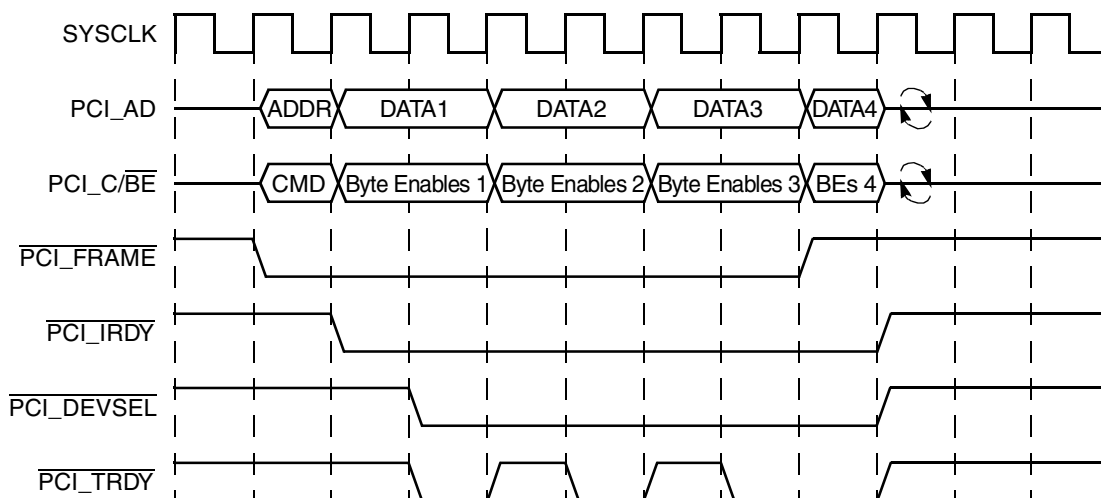 SYSCLK
PCI_AD ADDR DATA1 DATA2 DATA3 DATA4
PCI_C/BE CMD Byte Enables 1 Byte Enables 2 Byte Enables 3 BEs 4
PCI_FRAME
PCI_IRDY
PCI_DEVSEL
PCI_TRDY